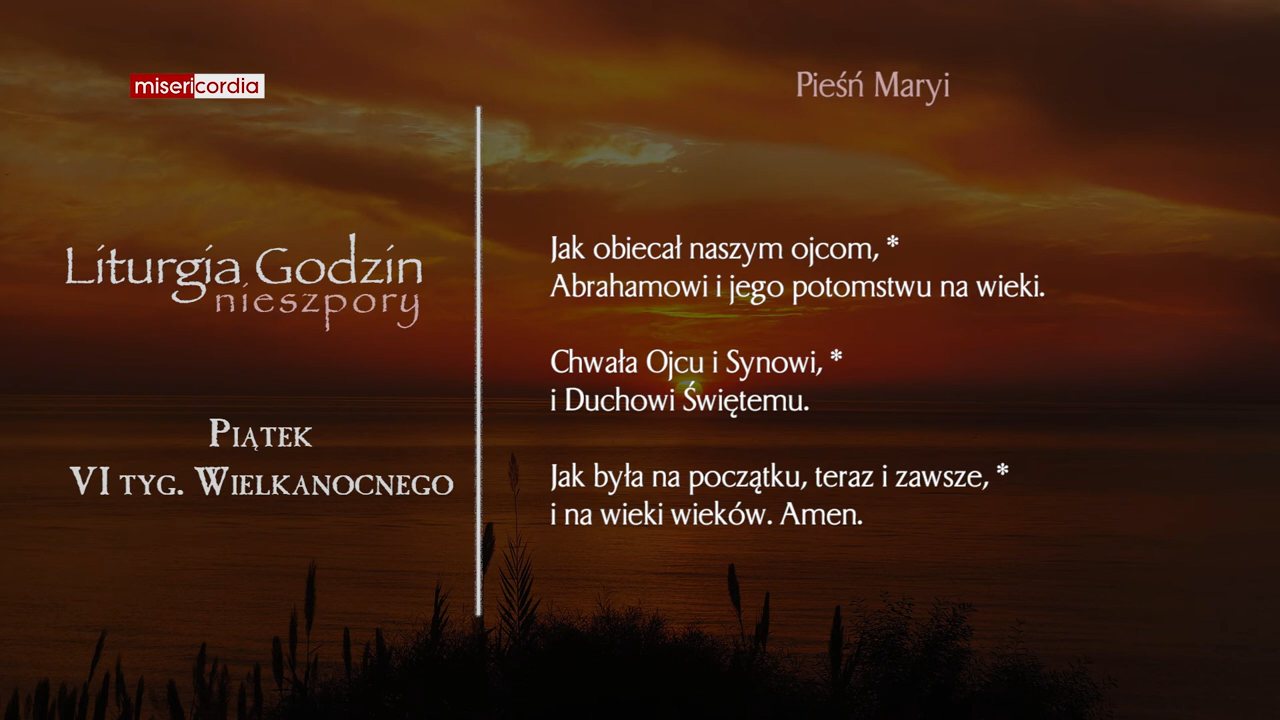 misericordia
Pieśń Maryi
Liturgia Godzin
nieszpory
Piątek
VI tyg. Wielkanocnego
Jak obiecał naszym ojcom, *
Abrahamowi i jego potomstwu na wieki.
Chwała Ojcu i Synowi, *
i Duchowi Świętemu.
Jak była na początku, teraz i zawsze, *
i na wieki wieków. Amen.